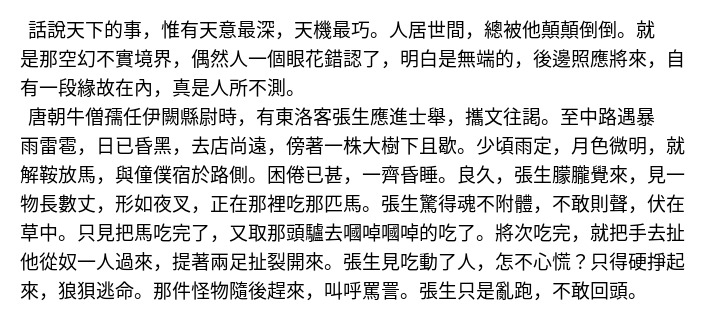 話說天下的事，惟有天意最深，天機最巧。人居世間，總被他顛顛倒倒。就
是那空幻不實境界，偶然人一個眼花錯認了，明白是無端的，後邊照應將來，自
有一段緣故在內，真是人所不測。
唐朝牛僧孺任伊闕縣尉時，有東洛客張生應進士舉，攜文往謁。至中路遇暴
雨雷雹，日已昏黑，去店尚遠，傍著一株大樹下且歇。少頃雨定，月色微明，就
解鞍放馬，與僮僕宿於路側。困倦已甚，一齊昏睡。良久，張生朦朧覺來，見一
物長數丈，形如夜叉，正在那裡吃那匹馬。張生驚得魂不附體，不敢則聲，伏在
草中。只見把馬吃完了，又取那頭驢去嘓啅嘓啅的吃了。將次吃完，就把手去扯
他從奴一人過來，提著兩足扯裂開來。張生見吃動了人，怎不心慌？只得硬掙起
來，狼狽逃命。那件怪物隨後趕來，叫呼罵詈。張生只是亂跑，不敢回頭。